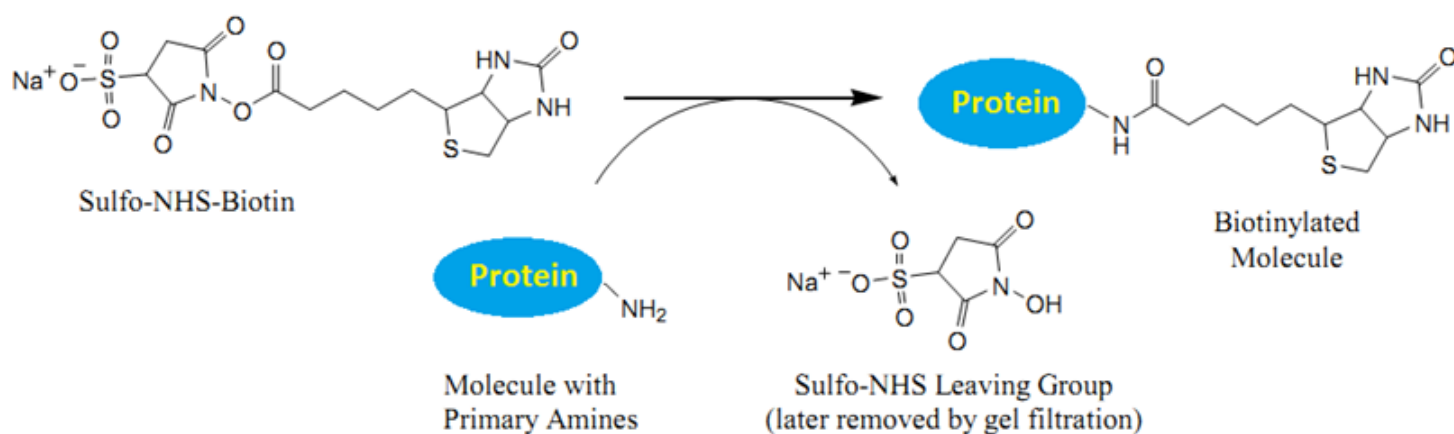 Na⁺ ⁻O S O O O N O O O HN O NH S
Sulfo-NHS-Biotin
Protein
NH₂
Molecule with
Primary Amines
Na⁺ ⁻O S O O O N OH O
Sulfo-NHS Leaving Group
(later removed by gel filtration)
Protein
N H O HN O NH S
Biotinylated
Molecule